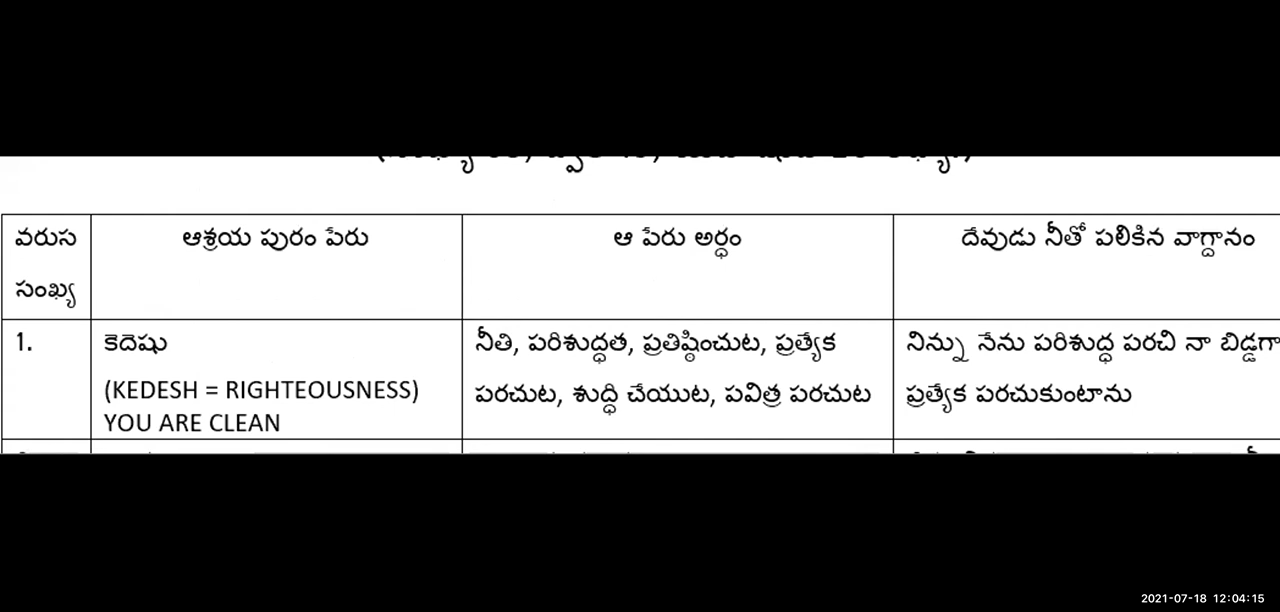 వరుస సంఖ్య
ఆశ్రయ పురం పేరు
ఆ పేరు అర్ధం
దేవుడు నీతో పలికిన వాగ్దానం
1.
కెదెషు
(KEDESH = RIGHTEOUSNESS)
YOU ARE CLEAN
నీతి, పరిశుద్ధత, ప్రతిష్ఠించుట, ప్రత్యేక
పరచుట, శుద్ధి చేయుట, పవిత్ర పరచుట
నిన్ను నేను పరిశుద్ధ పరచి నా బిడ్డగా
ప్రత్యేక పరచుకుంటాను
2021-07-18 12:04:15